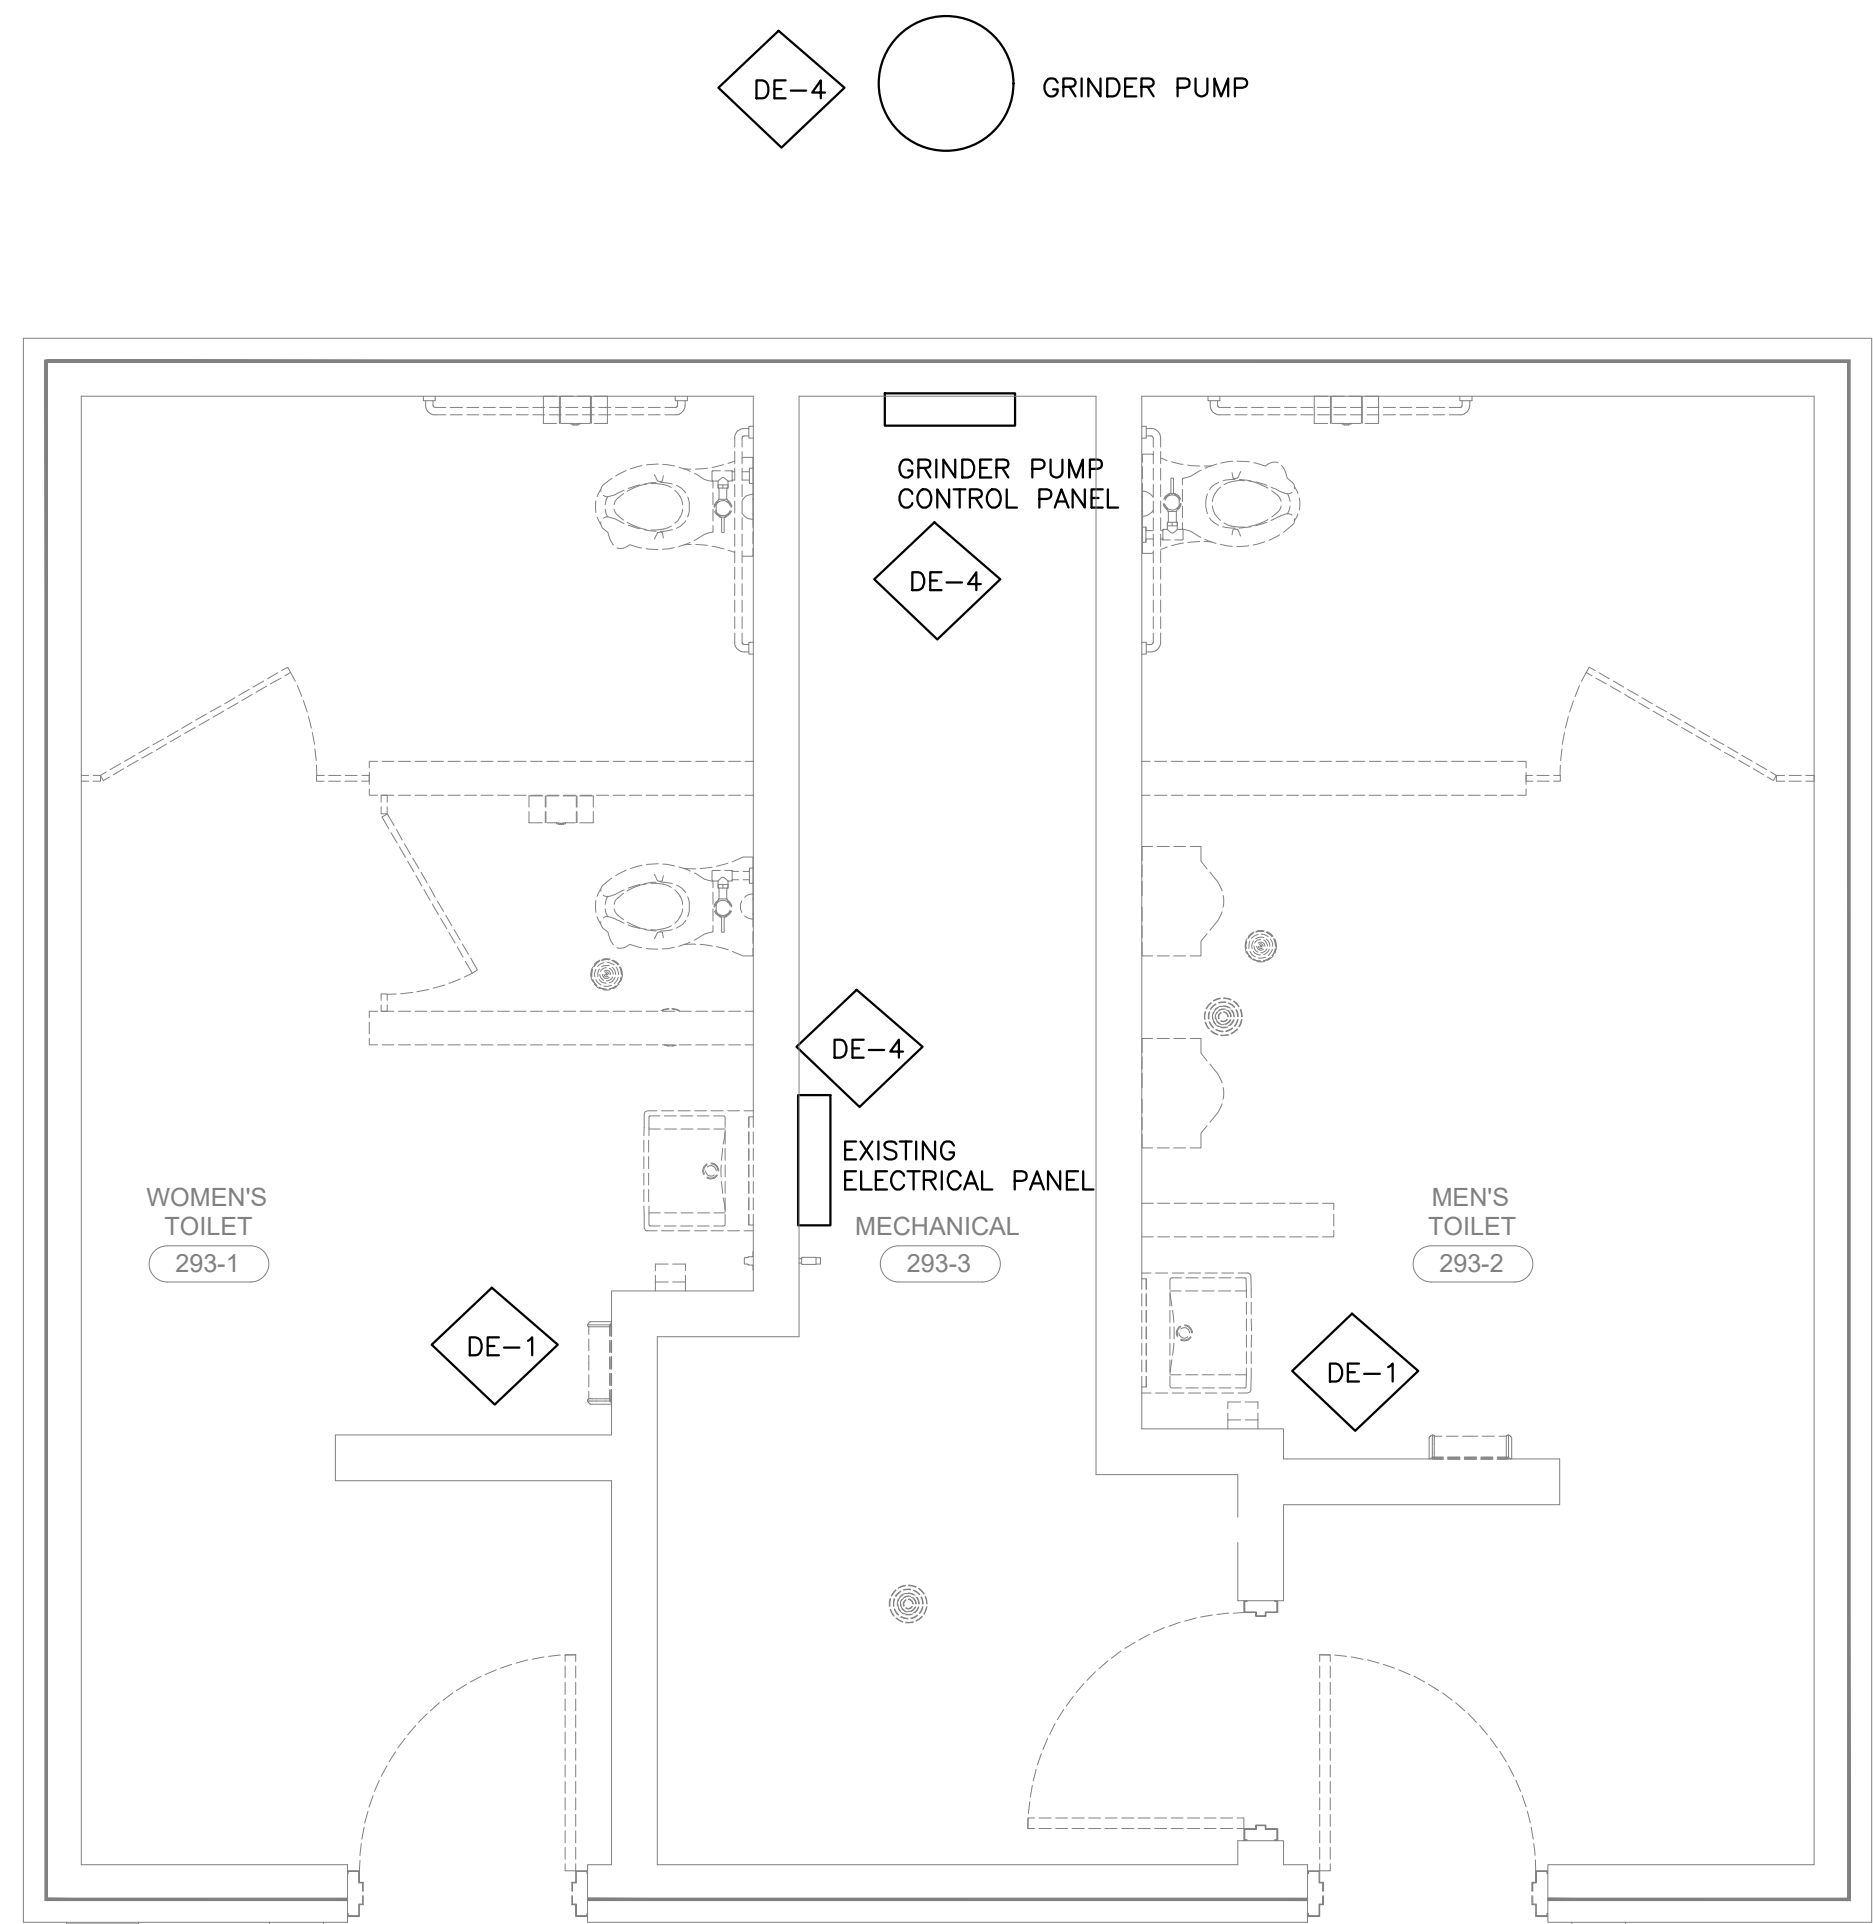 DE-4
GRINDER PUMP
GRINDER PUMP
CONTROL PANEL
DE-4
DE-4
EXISTING
ELECTRICAL PANEL
WOMEN'S
TOILET
293-1
MECHANICAL
293-3
MEN'S
TOILET
293-2
DE-1
DE-1